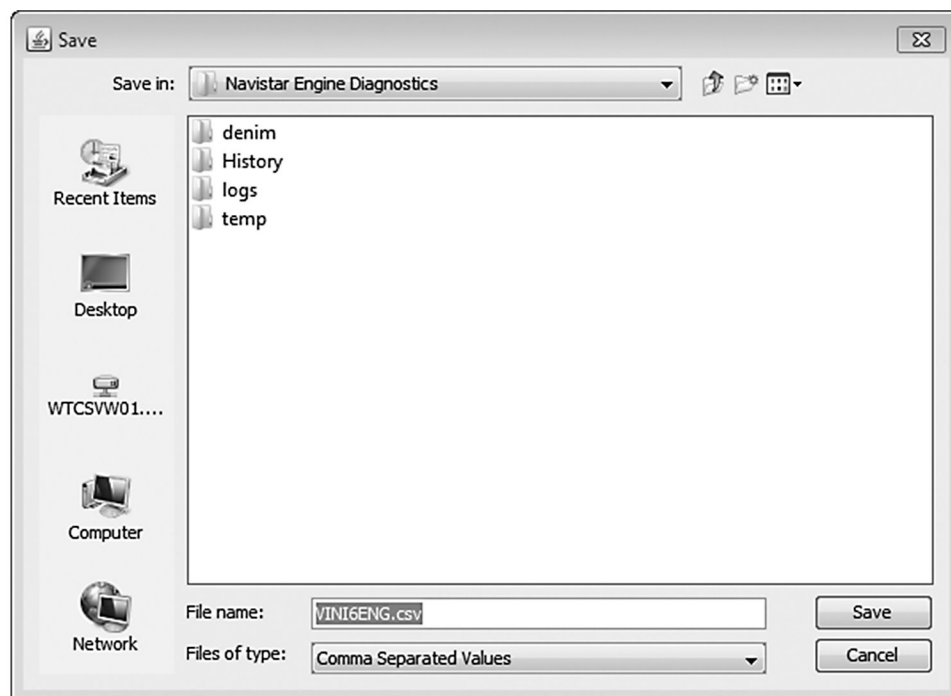 Save
Save in: Navistar Engine Diagnostics
denim
History
logs
temp
Recent Items
Desktop
WTCSVW01....
Computer
Network
File name: VINI6ENG.csv Save
Files of type: Comma Separated Values Cancel